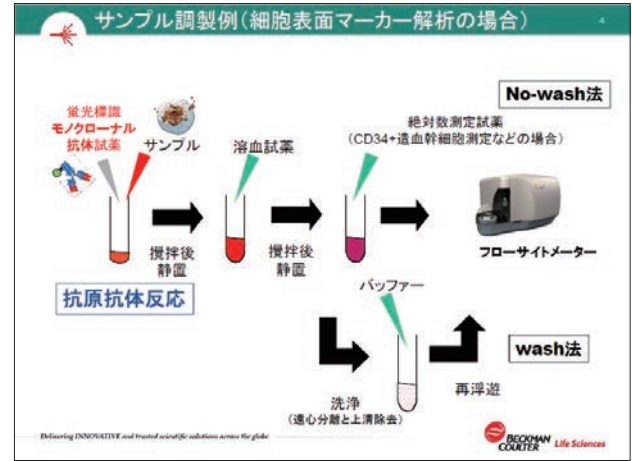 サンプル調製例(細胞表面マーカー解析の場合)
4
No-wash法
蛍光標識
モノクローナル
抗体試薬
サンプル
溶血試薬
絶対数測定試薬
(CD34+造血幹細胞測定などの場合)
攪拌後
静置
攪拌後
静置
フローサイトメーター
抗原抗体反応
バッファー
wash法
洗浄
(遠心分離と上清除去)
再浮遊
Delivering INNOVATIVE and trusted scientific solutions across the globe
BECKMAN
COULTER Life Sciences